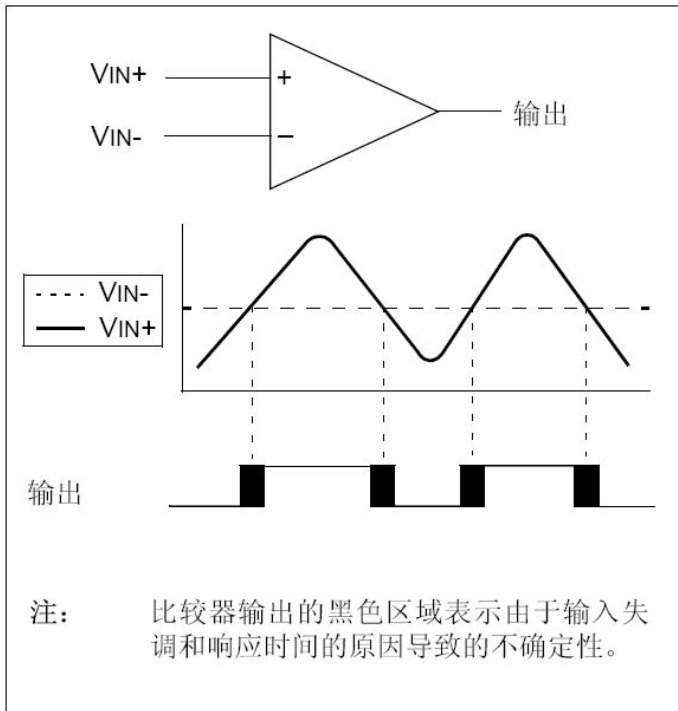 VIN+
+
输出
VIN-
−
VIN-
VIN+
输出
注： 比较器输出的黑色区域表示由于输入失
调和响应时间的原因导致的不确定性。